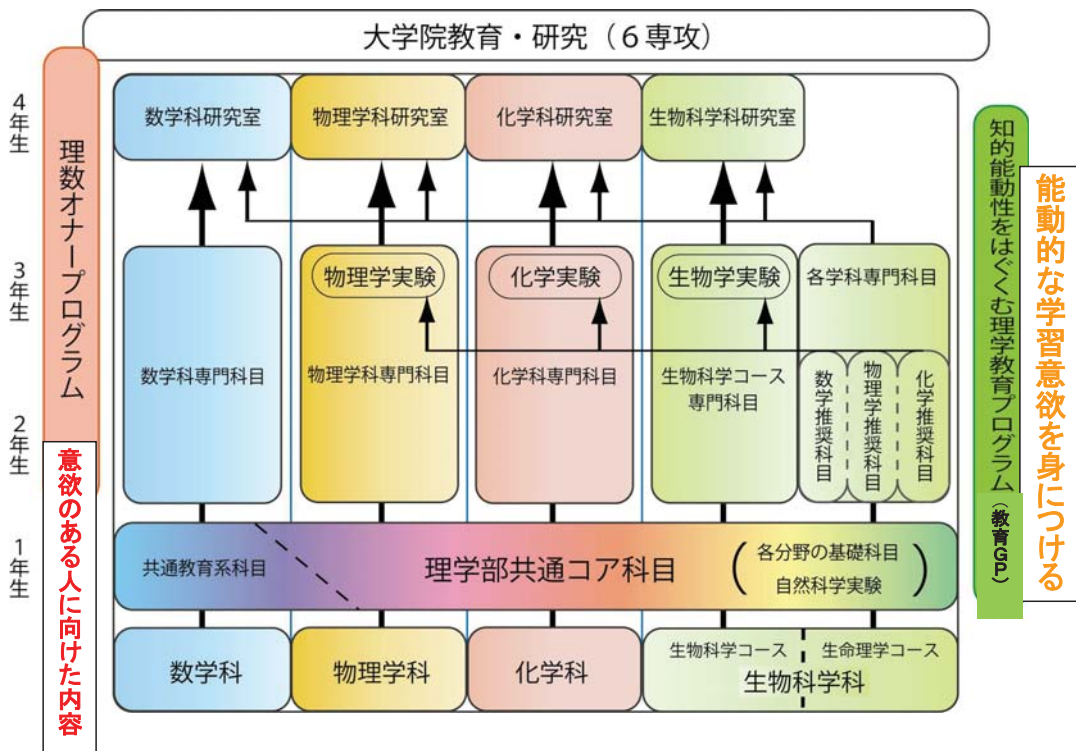 大学院教育・研究(6専攻)
理数オナープログラム
意欲のある人に向けた内容
4年生
数学科研究室
物理学科研究室
化学科研究室
生物科学科研究室
3年生
物理学実験
化学実験
生物学実験
各学科専門科目
数学科専門科目
物理学科専門科目
化学科専門科目
生物科学コース
専門科目
数学推奨科目
物理学推奨科目
化学推奨科目
2年生
1年生
共通教育系科目
理学部共通コア科目
(各分野の基礎科目
自然科学実験)
数学科
物理学科
化学科
生物科学コース
生命理学コース
生物科学科
知的能動性をはぐくむ理学教育プログラム(教育GP)
能動的な学習意欲を身につける